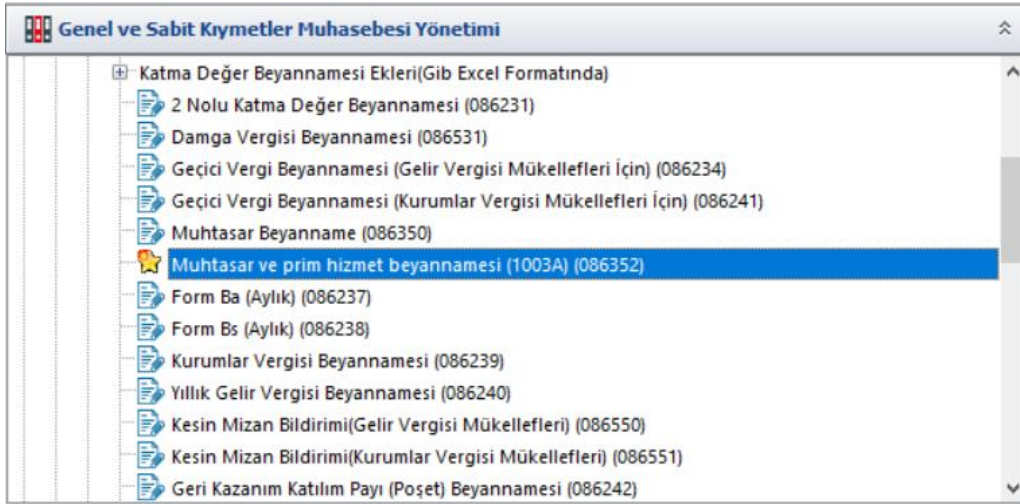 Genel ve Sabit Kıymetler Muhasebesi Yönetimi
Katma Değer Beyannamesi Ekleri(Gib Excel Formatında)
2 Nolu Katma Değer Beyannamesi (086231)
Damga Vergisi Beyannamesi (086531)
Geçici Vergi Beyannamesi (Gelir Vergisi Mükellefleri İçin) (086234)
Geçici Vergi Beyannamesi (Kurumlar Vergisi Mükellefleri İçin) (086241)
Muhtasar Beyanname (086350)
Muhtasar ve prim hizmet beyannamesi (1003A) (086352)
Form Ba (Aylık) (086237)
Form Bs (Aylık) (086238)
Kurumlar Vergisi Beyannamesi (086239)
Yıllık Gelir Vergisi Beyannamesi (086240)
Kesin Mizan Bildirimi(Gelir Vergisi Mükellefleri) (086550)
Kesin Mizan Bildirimi(Kurumlar Vergisi Mükellefleri) (086551)
Geri Kazanım Katılım Payı (Poşet) Beyannamesi (086242)